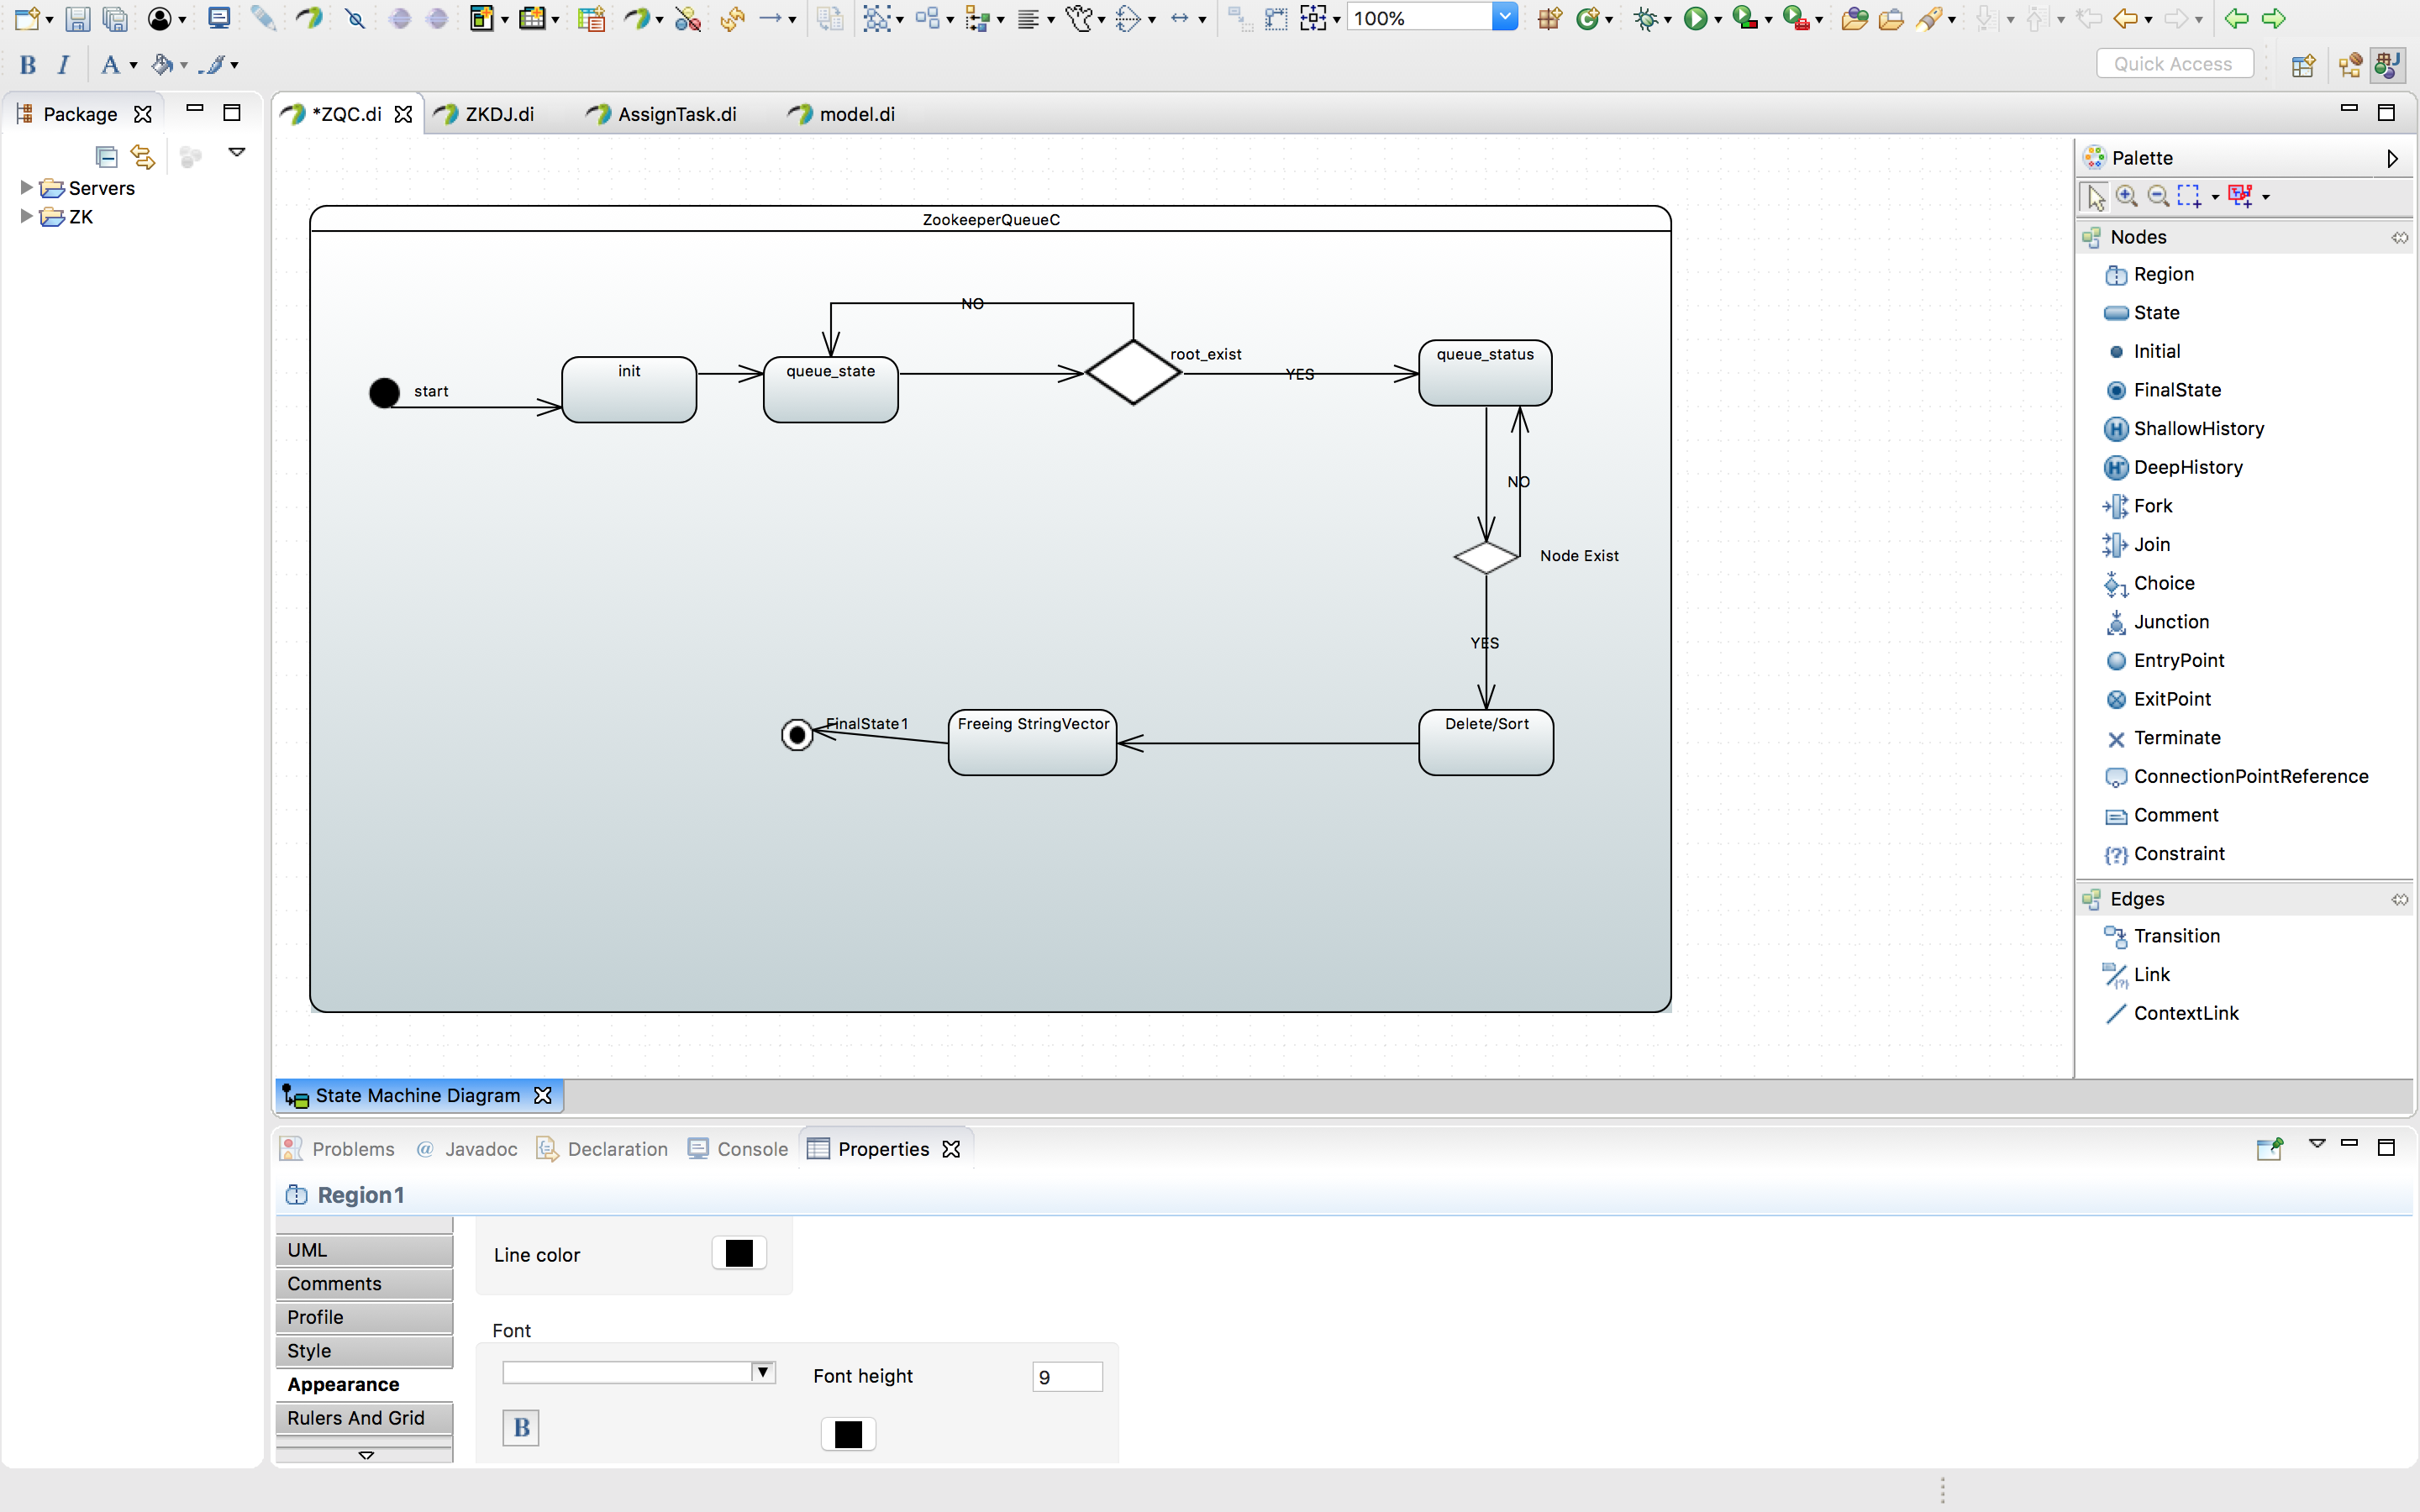 100%
B I A
Quick Access
Package
*ZQC.di
ZKDJ.di
AssignTask.di
model.di
Servers
ZK
ZookeeperQueueC
NO
root_exist
YES
start
init
queue_state
queue_status
NO
Node Exist
YES
FinalState1
Freeing StringVector
Delete/Sort
Palette
Nodes
Region
State
Initial
FinalState
ShallowHistory
DeepHistory
Fork
Join
Choice
Junction
EntryPoint
ExitPoint
Terminate
ConnectionPointReference
Comment
Constraint
Edges
Transition
Link
ContextLink
State Machine Diagram
Problems
@ Javadoc
Declaration
Console
Properties
Region1
UML
Comments
Profile
Style
Appearance
Rulers And Grid
Line color
Font
Font height
9
B